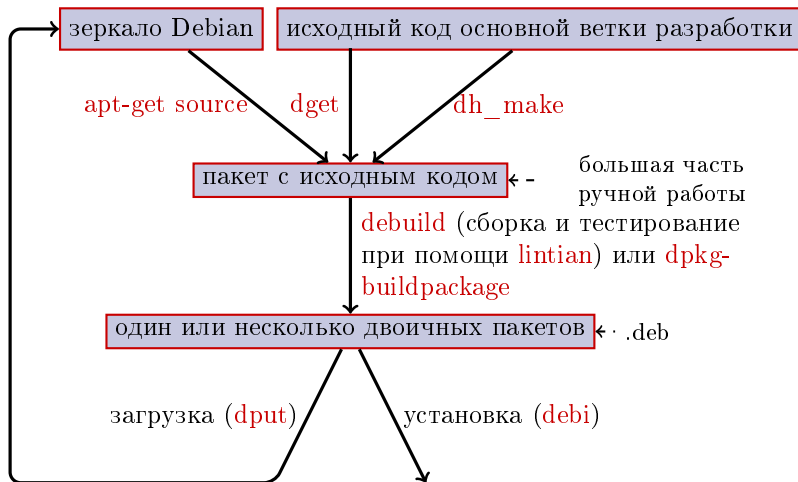 зеркало Debian
исходный код основной ветки разработки
apt-get source
dget
dh_make
пакет с исходным кодом
большая часть
ручной работы
debuild (сборка и тестирование
при помощи lintian) или dpkg-
buildpackage
один или несколько двоичных пакетов
.deb
загрузка (dput)
установка (debi)